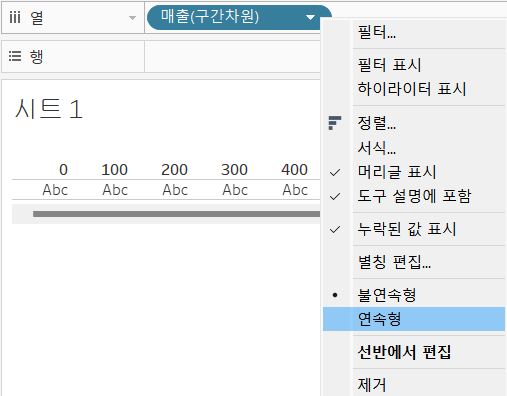 열
매출(구간차원)
행
시트 1
0 100 200 300 400
Abc Abc Abc Abc Abc
필터...
필터 표시
하이라이터 표시
정렬...
서식...
머리글 표시
도구 설명에 포함
누락된 값 표시
별칭 편집...
불연속형
연속형
선반에서 편집
제거